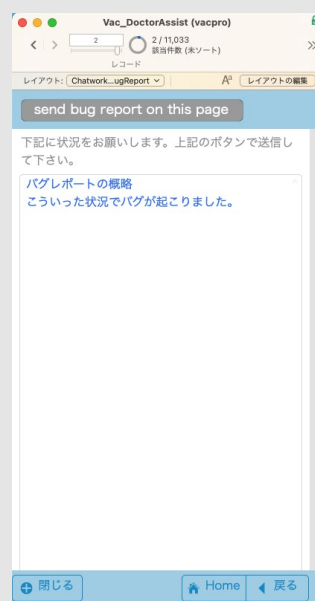 Vac_DoctorAssist (vacpro)
2
2 / 11,033
該当件数 (未ソート)
レコード
レイアウト: Chatwork...ugReport
Aª
レイアウトの編集
send bug report on this page
下記に状況をお願いします。上記のボタンで送信し
て下さい。
バグレポートの概略
こういった状況でバグが起こりました。
閉じる
Home
戻る